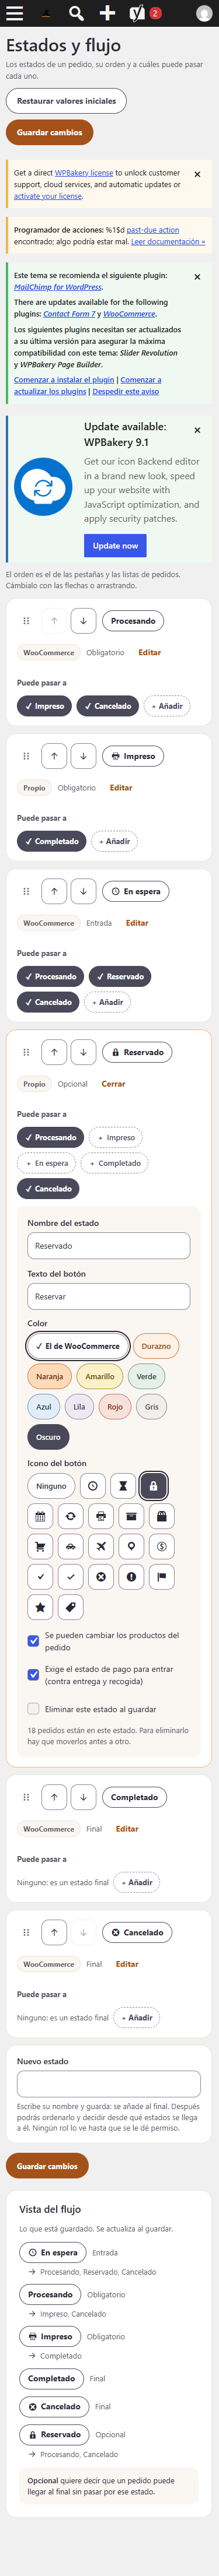 2
Estados y flujo
Los estados de un pedido, su orden y a cuáles puede pasar
cada uno.
Restaurar valores iniciales
Guardar cambios
Get a direct WPBakery license to unlock customer
support, cloud services, and automatic updates or
activate your license.
Programador de acciones: %1$d past-due action
encontrado; algo podría estar mal. Leer documentación »
Este tema se recomienda el siguiente plugin:
MailChimp for WordPress.
There are updates available for the following
plugins: Contact Form 7 y WooCommerce.
Los siguientes plugins necesitan ser actualizados
a su última versión para asegurar la máxima
compatibilidad con este tema: Slider Revolution
y WPBakery Page Builder.
Comenzar a instalar el plugin | Comenzar a
actualizar los plugins | Despedir este aviso
Update available:
WPBakery 9.1
Get our icon Backend editor
in a brand new look, speed
up your website with
JavaScript optimization, and
apply security patches.
Update now
El orden es el de las pestañas y las listas de pedidos.
Cámbialo con las flechas o arrastrando.
↑ ↓ Procesando
WooCommerce Obligatorio Editar
Puede pasar a
✓ Impreso ✓ Cancelado + Añadir
↑ ↓ Impreso
Propio Obligatorio Editar
Puede pasar a
✓ Completado + Añadir
↑ ↓ En espera
WooCommerce Entrada Editar
Puede pasar a
✓ Procesando ✓ Reservado
✓ Cancelado + Añadir
↑ ↓ Reservado
Propio Opcional Cerrar
Puede pasar a
✓ Procesando + Impreso
+ En espera + Completado
✓ Cancelado
Nombre del estado
Reservado
Texto del botón
Reservar
Color
✓ El de WooCommerce Durazno
Naranja Amarillo Verde
Azul Lila Rojo Gris
Oscuro
Icono del botón
Ninguno
Se pueden cambiar los productos del
pedido
Exige el estado de pago para entrar
(contra entrega y recogida)
Eliminar este estado al guardar
18 pedidos están en este estado. Para eliminarlo
hay que moverlos antes a otro.
↑ ↓ Completado
WooCommerce Final Editar
Puede pasar a
Ninguno: es un estado final + Añadir
↑ ↓ Cancelado
WooCommerce Final Editar
Puede pasar a
Ninguno: es un estado final + Añadir
Nuevo estado
Escribe su nombre y guarda: se añade al final. Después
podrás ordenarlo y decidir desde qué estados se llega a
él. Ningún rol lo ve hasta que se le dé permiso.
Guardar cambios
Vista del flujo
Lo que está guardado. Se actualiza al guardar.
En espera Entrada
→ Procesando, Reservado, Cancelado
Procesando Obligatorio
→ Impreso, Cancelado
Impreso Obligatorio
→ Completado
Completado Final
Cancelado Final
Reservado Opcional
→ Procesando, Cancelado
Opcional quiere decir que un pedido puede
llegar al final sin pasar por ese estado.